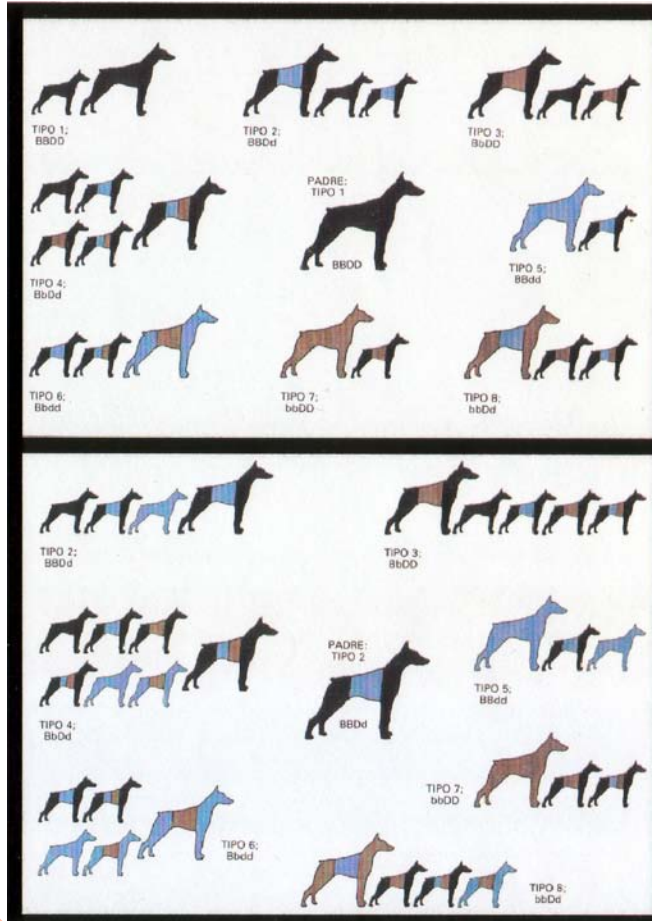 TIPO 1;
BBDD
TIPO 2;
BBDd
TIPO 3;
BbDD
TIPO 4;
BbDd
PADRE:
TIPO 1
BBDD
TIPO 5;
BBdd
TIPO 6;
Bbdd
TIPO 7;
bbDD
TIPO 8;
bbDd
TIPO 2;
BBDd
TIPO 3;
BbDD
TIPO 4;
BbDd
PADRE:
TIPO 2
BBDd
TIPO 5;
BBdd
TIPO 6;
Bbdd
TIPO 7;
bbDD
TIPO 8;
bbDd